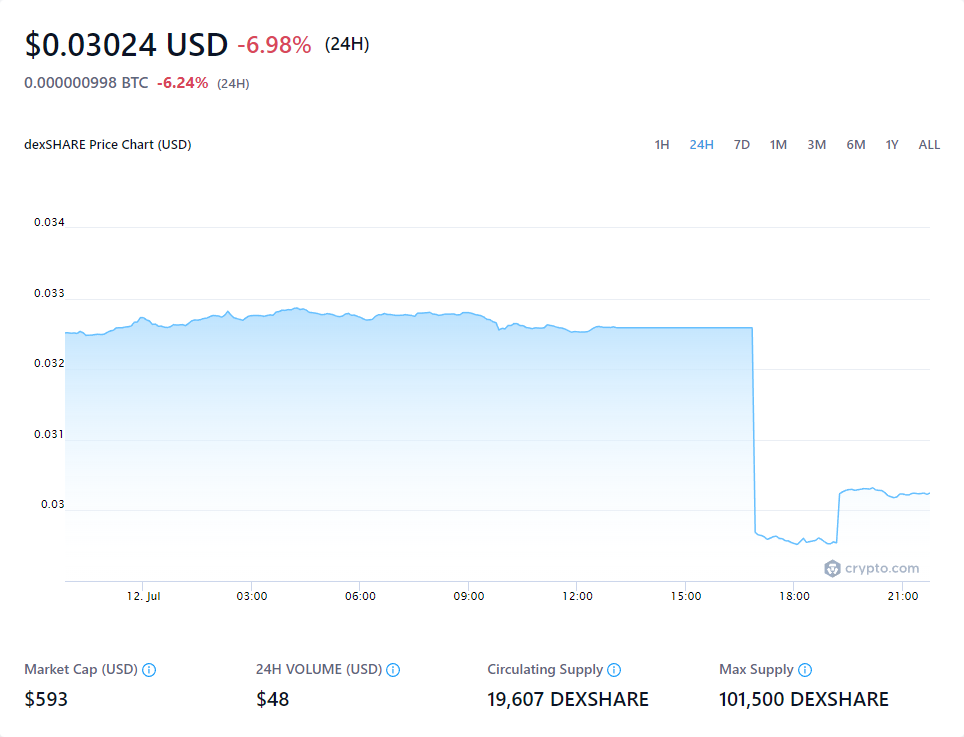 $0.03024 USD -6.98% (24H)
0.000000998 BTC -6.24% (24H)
dexSHARE Price Chart (USD)
1H 24H 7D 1M 3M 6M 1Y ALL
0.034
0.033
0.032
0.031
0.03
crypto.com
12. Jul 03:00 06:00 09:00 12:00 15:00 18:00 21:00
Market Cap (USD) 24H VOLUME (USD) Circulating Supply Max Supply
$593 $48 19,607 DEXSHARE 101,500 DEXSHARE